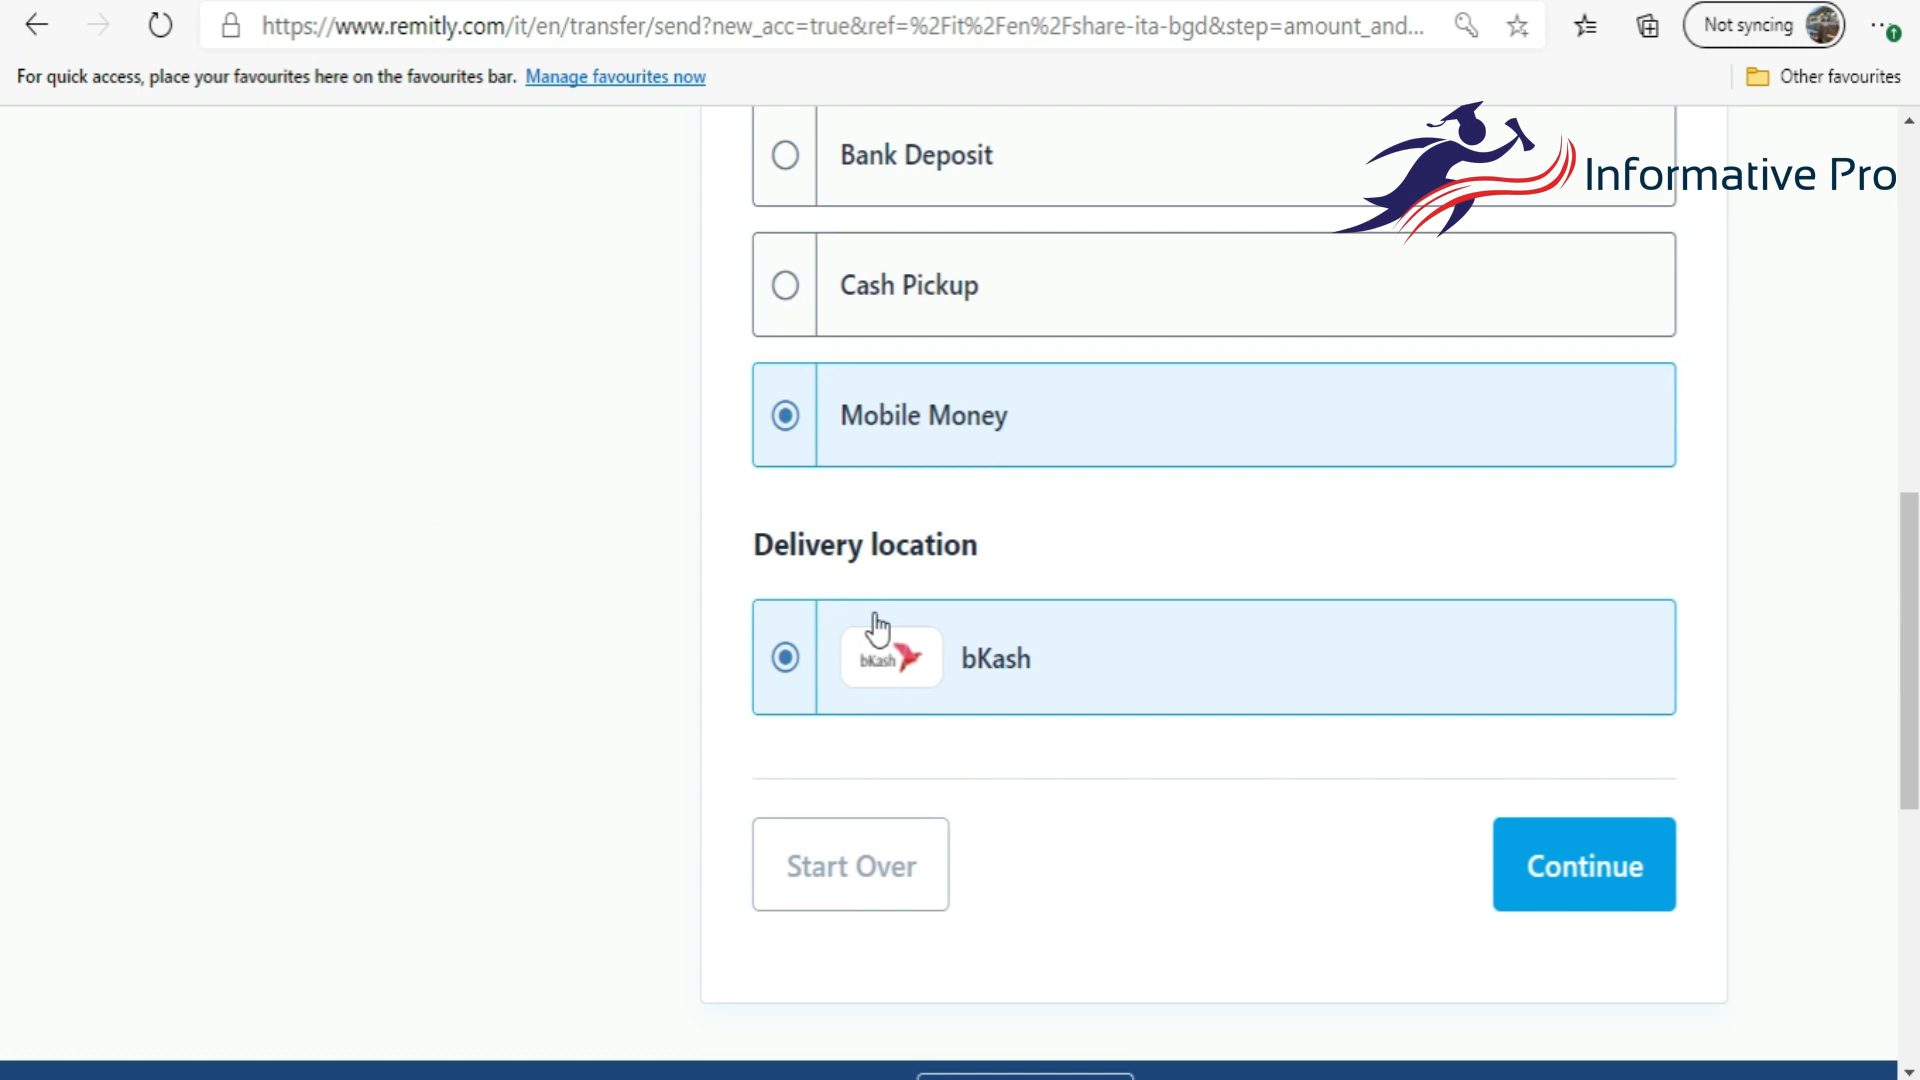 https://www.remitly.com/it/en/transfer/send?new_acc=true&ref=%2Fit%2Fen%2Fshare-ita-bgd&step=amount_and...
Not syncing
For quick access, place your favourites here on the favourites bar. Manage favourites now
Other favourites
Bank Deposit
Informative Pro
Cash Pickup
Mobile Money
Delivery location
bKash
bKash
Start Over
Continue